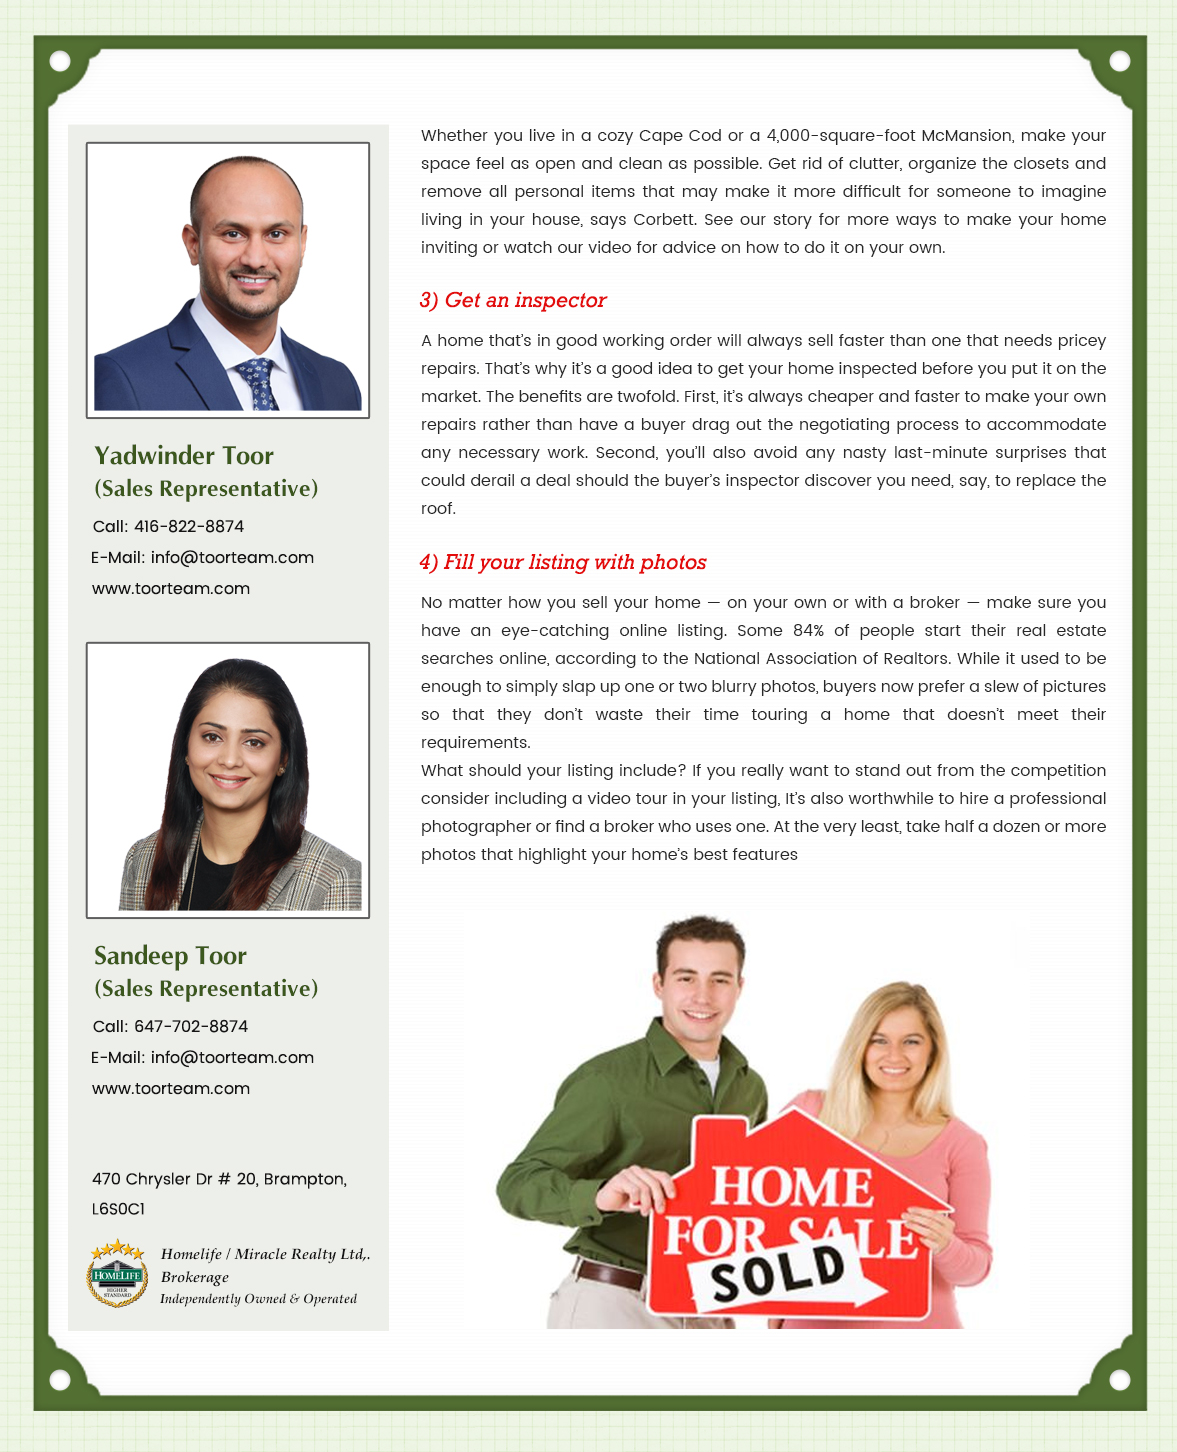 Yadwinder Toor
(Sales Representative)
Call: 416-822-8874
E-Mail: info@toorteam.com
www.toorteam.com
Sandeep Toor
(Sales Representative)
Call: 647-702-8874
E-Mail: info@toorteam.com
www.toorteam.com
470 Chrysler Dr # 20, Brampton,
L6S0C1
HOMELIFE
HIGHER
STANDARDS
Homelife / Miracle Realty Ltd,.
Brokerage
Independently Owned & Operated
Whether you live in a cozy Cape Cod or a 4,000-square-foot McMansion, make your
space feel as open and clean as possible. Get rid of clutter, organize the closets and
remove all personal items that may make it more difficult for someone to imagine
living in your house, says Corbett. See our story for more ways to make your home
inviting or watch our video for advice on how to do it on your own.
3) Get an inspector
A home that’s in good working order will always sell faster than one that needs pricey
repairs. That’s why it’s a good idea to get your home inspected before you put it on the
market. The benefits are twofold. First, it’s always cheaper and faster to make your own
repairs rather than have a buyer drag out the negotiating process to accommodate
any necessary work. Second, you’ll also avoid any nasty last-minute surprises that
could derail a deal should the buyer’s inspector discover you need, say, to replace the
roof.
4) Fill your listing with photos
No matter how you sell your home — on your own or with a broker — make sure you
have an eye-catching online listing. Some 84% of people start their real estate
searches online, according to the National Association of Realtors. While it used to be
enough to simply slap up one or two blurry photos, buyers now prefer a slew of pictures
so that they don’t waste their time touring a home that doesn’t meet their
requirements.
What should your listing include? If you really want to stand out from the competition
consider including a video tour in your listing, It’s also worthwhile to hire a professional
photographer or find a broker who uses one. At the very least, take half a dozen or more
photos that highlight your home’s best features
HOME
FOR SALE
SOLD